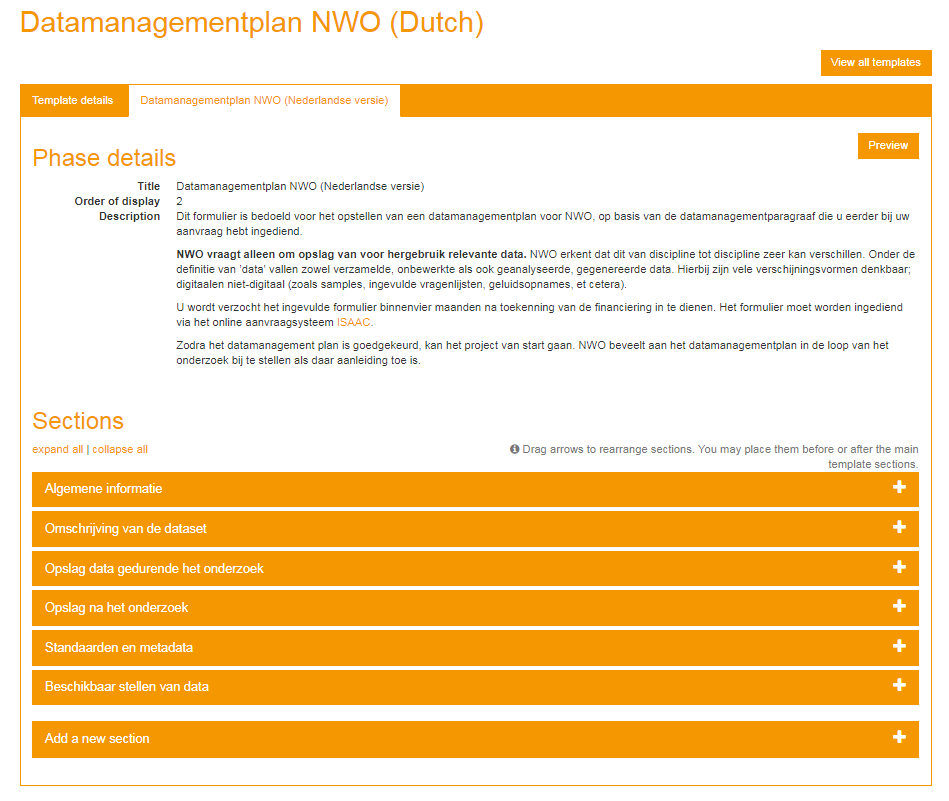 Datamanagementplan NWO (Dutch)
View all templates
Template details
Datamanagementplan NWO (Nederlandse versie)
Preview
Phase details
Title Datamanagementplan NWO (Nederlandse versie)
Order of display 2
Description Dit formulier is bedoeld voor het opstellen van een datamanagementplan voor NWO, op basis van de datamanagementparagraaf die u eerder bij uw
aanvraag hebt ingediend.
NWO vraagt alleen om opslag van voor hergebruik relevante data. NWO erkent dat dit van discipline tot discipline zeer kan verschillen. Onder de
definitie van 'data' vallen zowel verzamelde, onbewerkte als ook geanalyseerde, gegenereerde data. Hierbij zijn vele verschijningsvormen denkbaar;
digitaalen niet-digitaal (zoals samples, ingevulde vragenlijsten, geluidsopnames, et cetera).
U wordt verzocht het ingevulde formulier binnenvier maanden na toekenning van de financiering in te dienen. Het formulier moet worden ingediend
via het online aanvraagsysteem ISAAC.
Zodra het datamanagement plan is goedgekeurd, kan het project van start gaan. NWO beveelt aan het datamanagementplan in de loop van het
onderzoek bij te stellen als daar aanleiding toe is.
Sections
expand all | collapse all
Drag arrows to rearrange sections. You may place them before or after the main
template sections.
Algemene informatie
Omschrijving van de dataset
Opslag data gedurende het onderzoek
Opslag na het onderzoek
Standaarden en metadata
Beschikbaar stellen van data
Add a new section